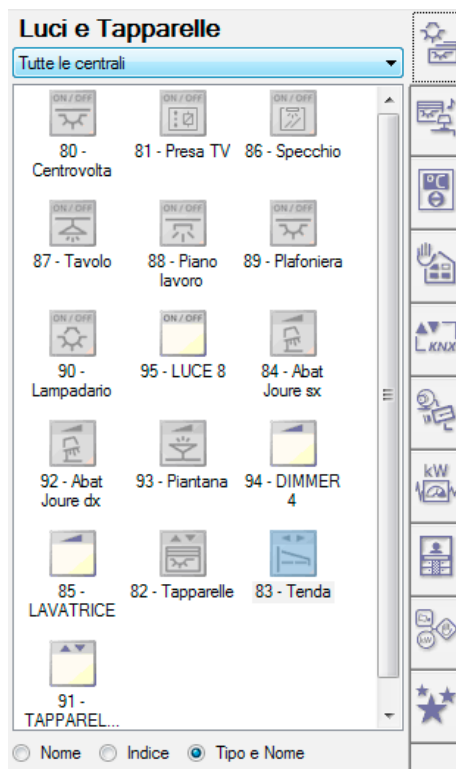 Luci e Tapparelle
Tutte le centrali
ON / OFF
ON / OFF
ON / OFF
80 -
Centrovolta
81 - Presa TV
86 - Specchio
ON / OFF
ON / OFF
ON / OFF
87 - Tavolo
88 - Piano
lavoro
89 - Plafoniera
ON / OFF
ON / OFF
90 -
Lampadario
95 - LUCE 8
84 - Abat
Joure sx
92 - Abat
Joure dx
93 - Piantana
94 - DIMMER
4
85 -
LAVATRICE
82 - Tapparelle
83 - Tenda
91 -
TAPPAREL...
Nome
Indice
Tipo e Nome
°C
KNX
kW
kW